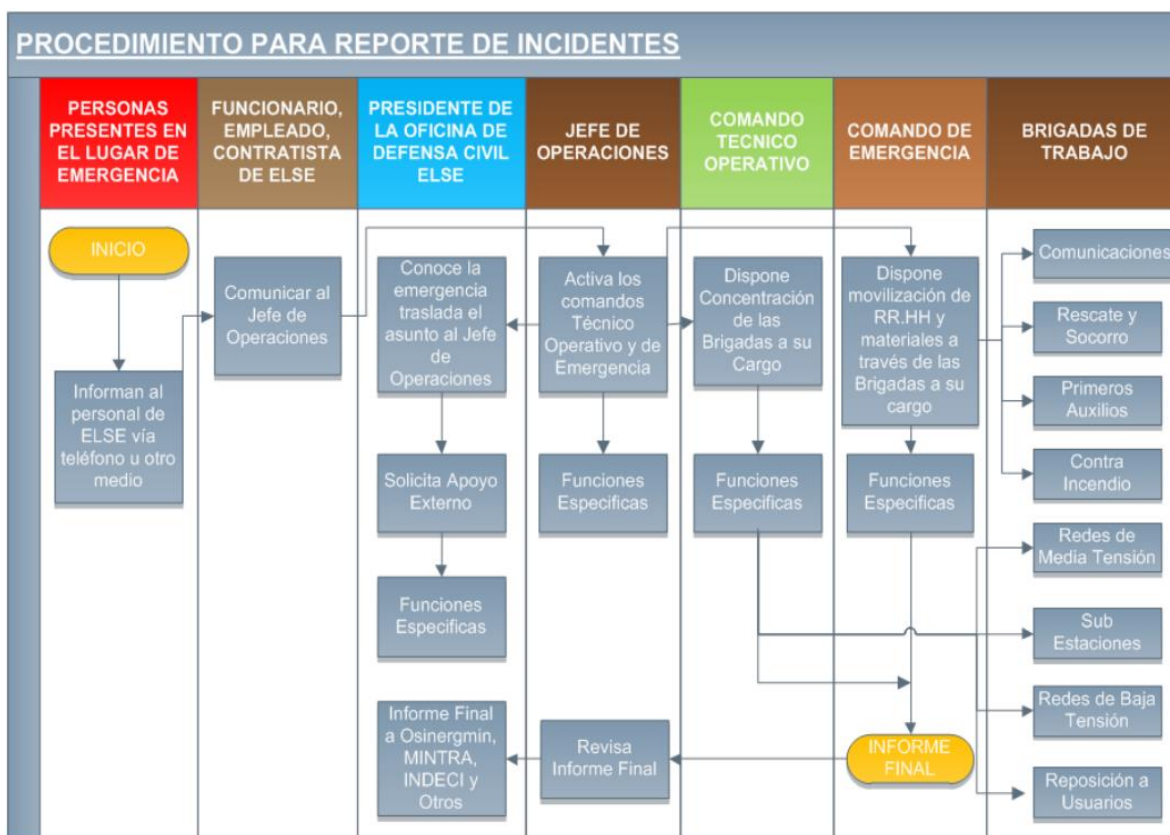 PROCEDIMIENTO PARA REPORTE DE INCIDENTES
PERSONAS
PRESENTES EN
EL LUGAR DE
EMERGENCIA
FUNCIONARIO,
EMPLEADO,
CONTRATISTA
DE ELSE
PRESIDENTE DE
LA OFICINA DE
DEFENSA CIVIL
ELSE
JEFE DE
OPERACIONES
COMANDO
TECNICO
OPERATIVO
COMANDO DE
EMERGENCIA
BRIGADAS DE
TRABAJO
INICIO
Informan al
personal de
ELSE vía
teléfono u otro
medio
Comunicar al
Jefe de
Operaciones
Conoce la
emergencia
traslada el
asunto al Jefe
de
Operaciones
Solicita Apoyo
Externo
Funciones
Especificas
Informe Final
a Osinergmin,
MINTRA,
INDECI y
Otros
Activa los
comandos
Técnico
Operativo y de
Emergencia
Funciones
Especificas
Revisa
Informe Final
Dispone
Concentración
de las
Brigadas a su
Cargo
Funciones
Especificas
Dispone
movilización de
RR.HH y
materiales a
través de las
Brigadas a su
cargo
Funciones
Especificas
INFORME
FINAL
Comunicaciones
Rescate y
Socorro
Primeros
Auxilios
Contra
Incendio
Redes de
Media Tensión
Sub
Estaciones
Redes de Baja
Tensión
Reposición a
Usuarios